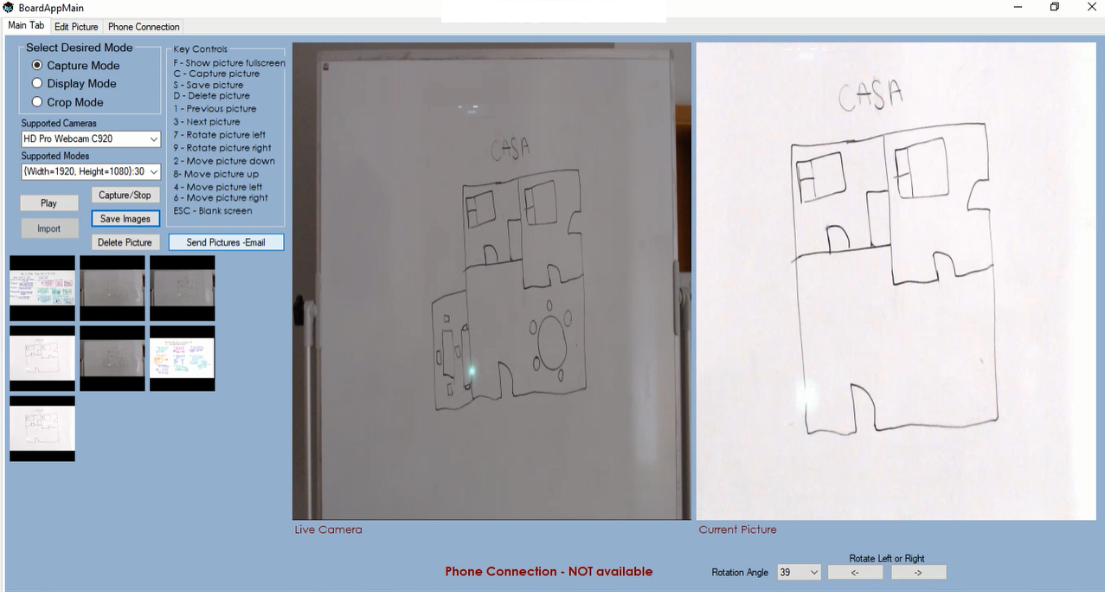 BoardAppMain
Main Tab
Edit Picture
Phone Connection
Select Desired Mode
Capture Mode
Display Mode
Crop Mode
Supported Cameras
HD Pro Webcam C920
Supported Modes
{Width=1920, Height=1080}:30
Play
Capture/Stop
Import
Save Images
Delete Picture
Key Controls
F - Show picture fullscreen
C - Capture picture
S - Save picture
D - Delete picture
1 - Previous picture
3 - Next picture
7 - Rotate picture left
9 - Rotate picture right
2 - Move picture down
8- Move picture up
4 - Move picture left
6 - Move picture right
ESC - Blank screen
Send Pictures -Email
CASA
Live Camera
CASA
Current Picture
Phone Connection - NOT available
Rotation Angle
39
Rotate Left or Right
<-
->